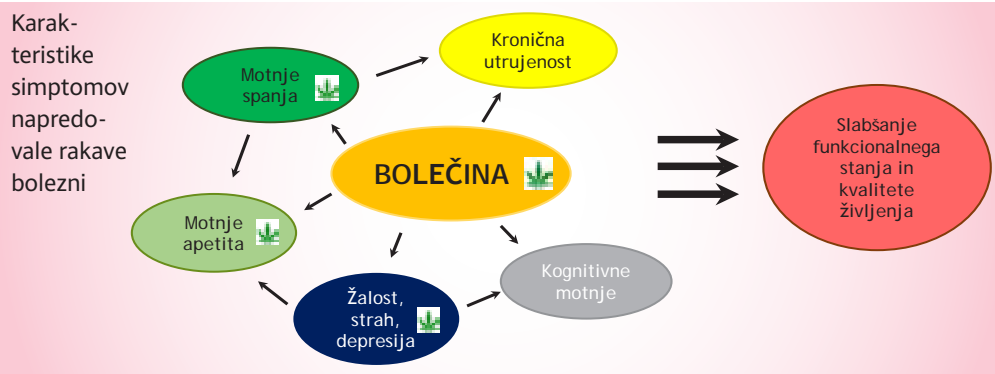 Karak-
teristike
simptomov
napredo-
vale rakave
bolezni
Motnje
spanja
Kronična
utrujenost
BOLEČINA
Motnje
apetita
Žalost,
strah,
depresija
Kognitivne
motnje
Slabšanje
funkcionalnega
stanja in
kvalitete
življenja